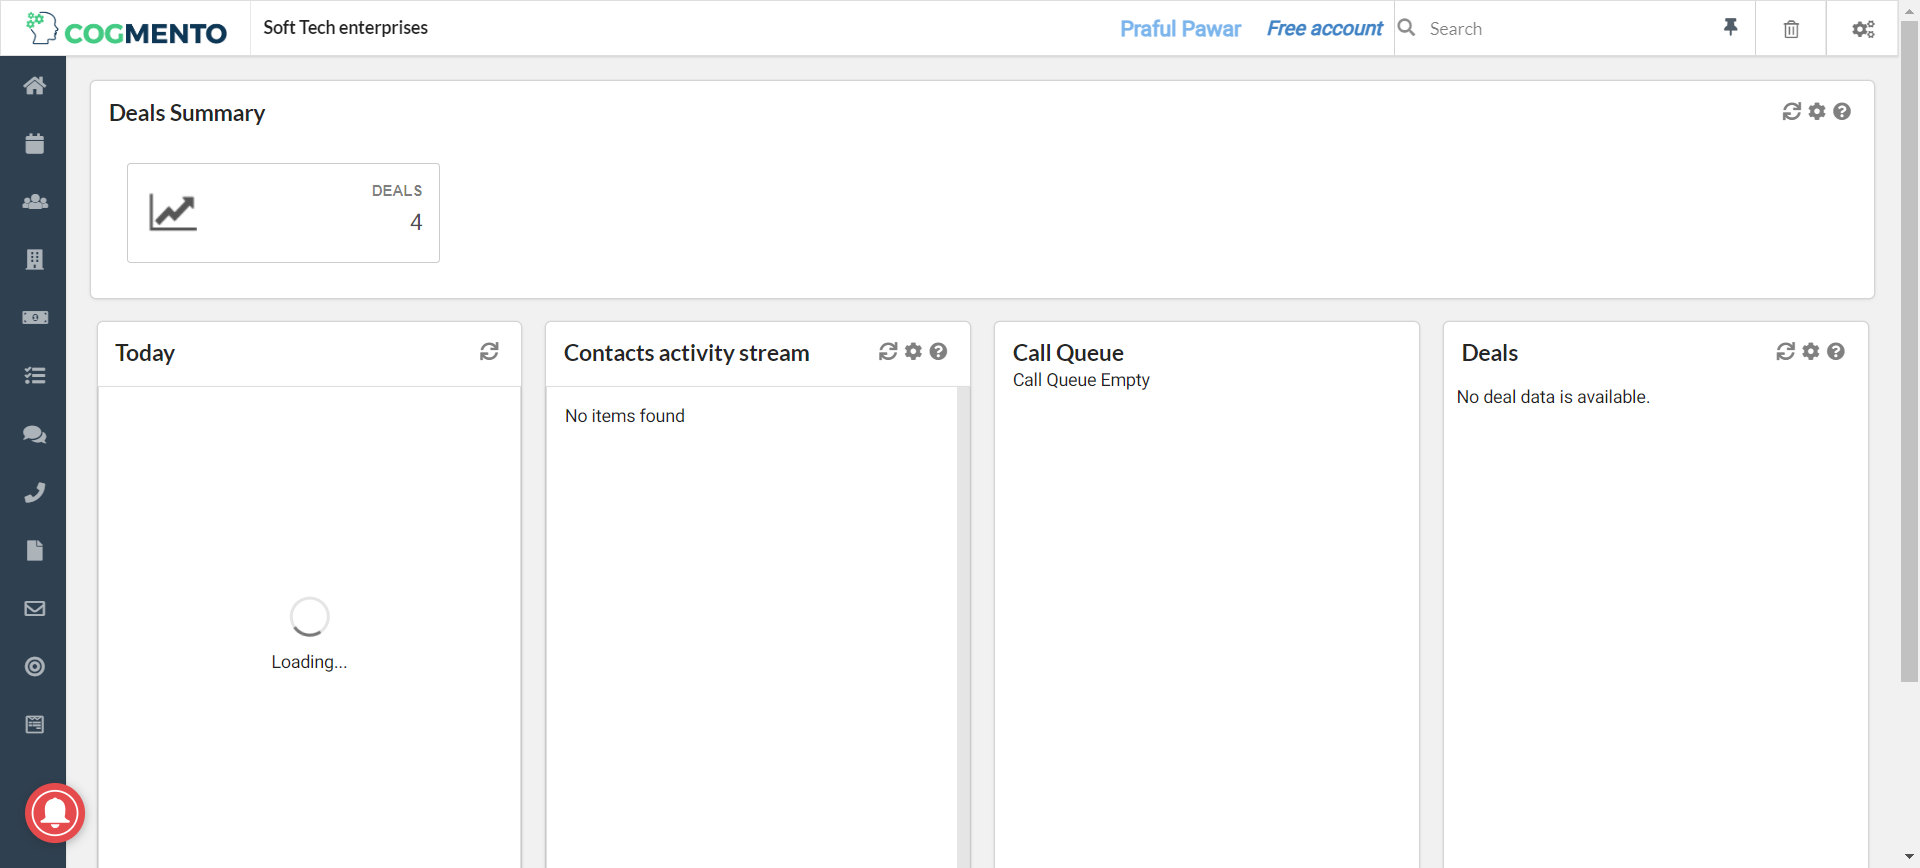 COGMENTO
Soft Tech enterprises
Praful Pawar
Free account
Search
Deals Summary
DEALS
4
Today
Loading...
Contacts activity stream
No items found
Call Queue
Call Queue Empty
Deals
No deal data is available.